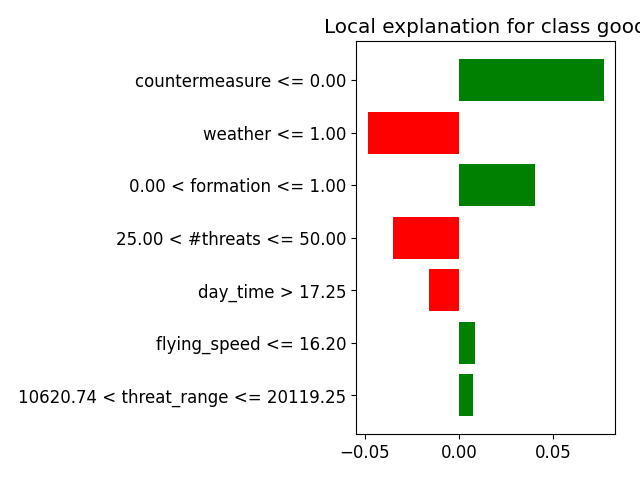 Local explanation for class good
countermeasure <= 0.00
weather <= 1.00
0.00 < formation <= 1.00
25.00 < #threats <= 50.00
day_time > 17.25
flying_speed <= 16.20
10620.74 < threat_range <= 20119.25
−0.05 0.00 0.05